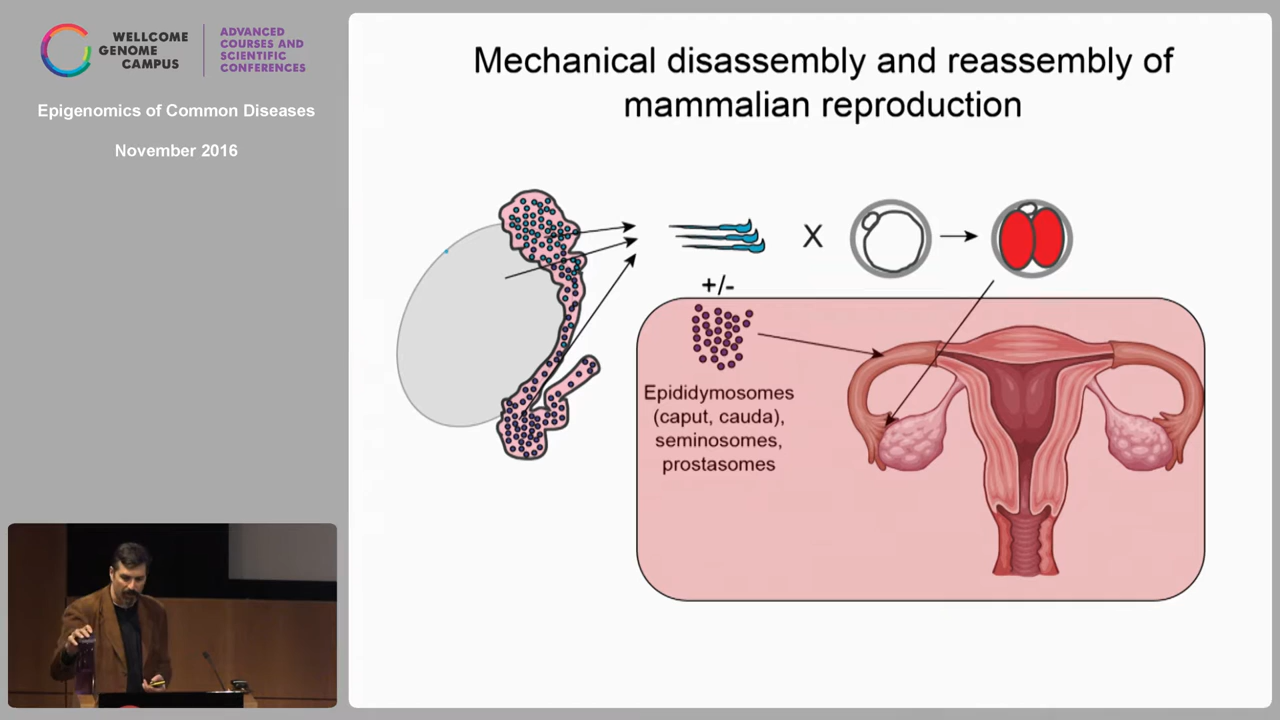 WELLCOME
GENOME
CAMPUS
ADVANCED
COURSES AND
SCIENTIFIC
CONFERENCES
Epigenomics of Common Diseases
November 2016
Mechanical disassembly and reassembly of
mammalian reproduction
X
+/-
Epididymosomes
(caput, cauda),
seminosomes,
prostasomes